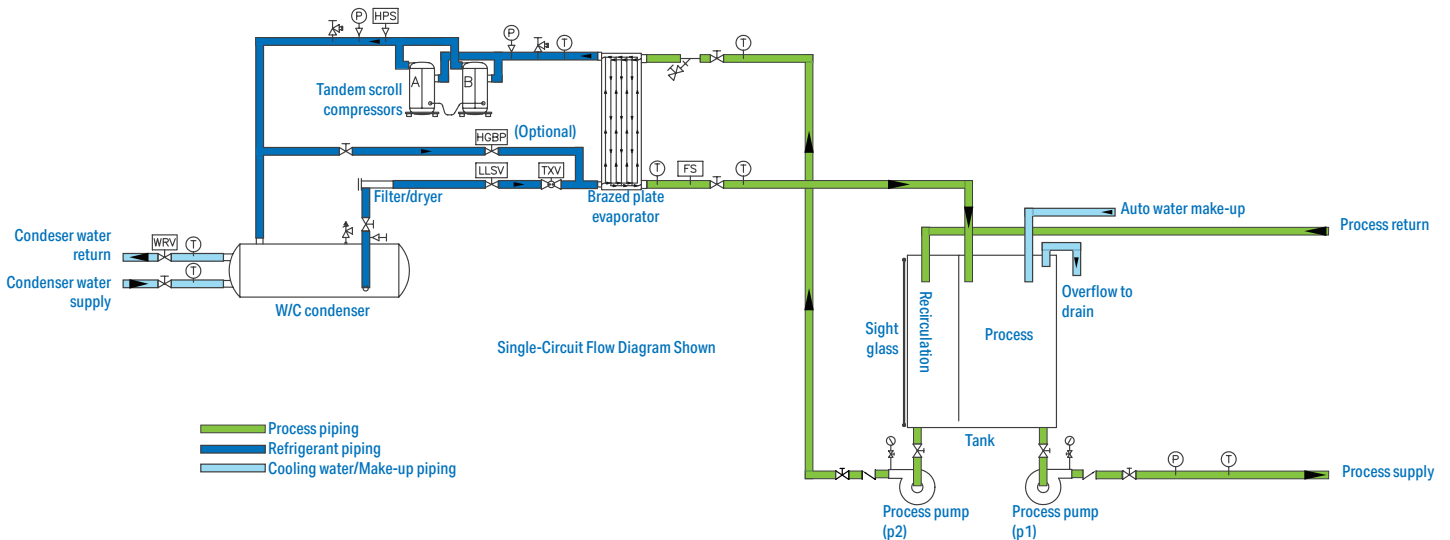 P
HPS
P
T
T
A
B
Tandem scroll
compressors
HGBP
(Optional)
LLSV
TXV
T
FS
T
Filter/dryer
Brazed plate
evaporator
Auto water make-up
Condeser water
return
WRV
T
Process return
Condenser water
supply
T
W/C condenser
Overflow to
drain
Sight
glass
Recirculation
Process
Single-Circuit Flow Diagram Shown
Process piping
Refrigerant piping
Cooling water/Make-up piping
Tank
P
T
Process supply
Process pump
(p2)
Process pump
(p1)